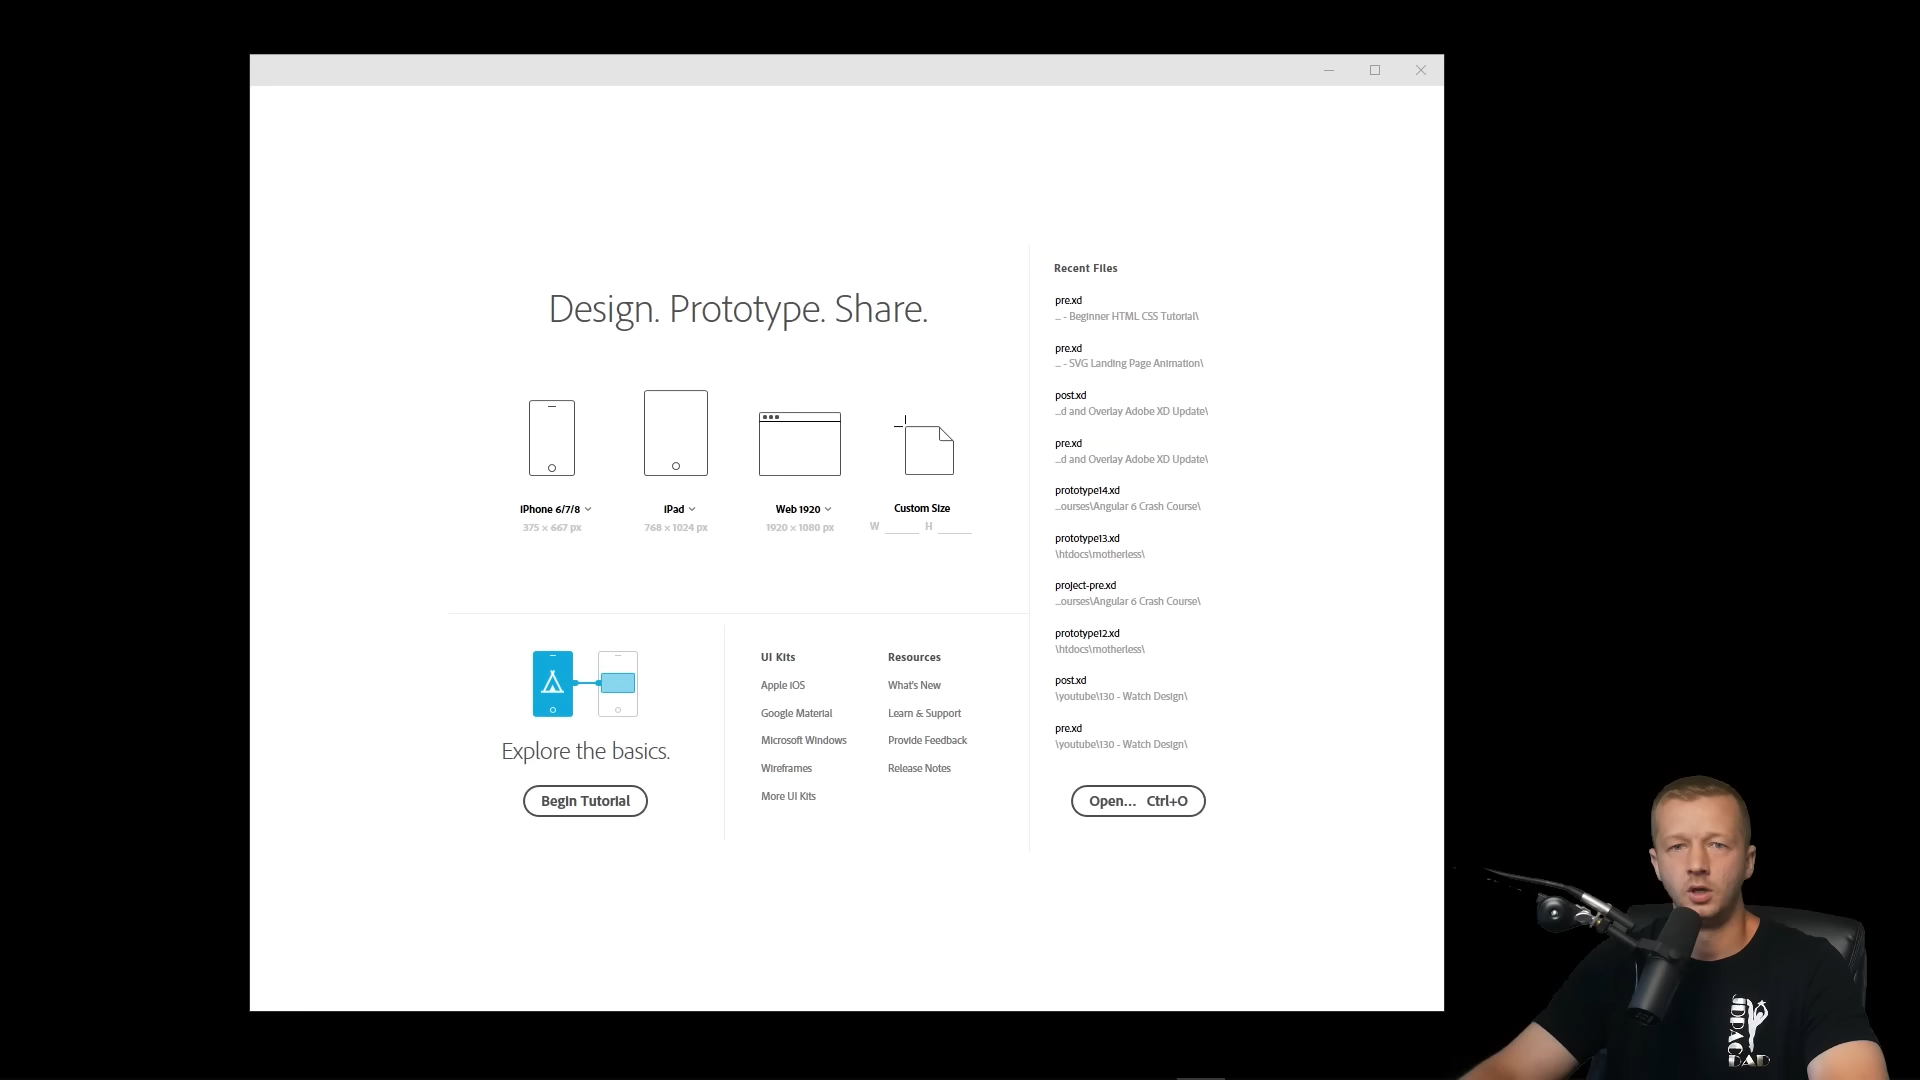 Design. Prototype. Share.
iPhone 6/7/8
375 × 667 px
iPad
768 × 1024 px
Web 1920
1920 × 1080 px
Custom Size
W
H
Explore the basics.
Begin Tutorial
UI Kits
Apple iOS
Google Material
Microsoft Windows
Wireframes
More UI Kits
Resources
What's New
Learn & Support
Provide Feedback
Release Notes
Recent Files
pre.xd
... - Beginner HTML CSS Tutorial\
pre.xd
... - SVG Landing Page Animation\
post.xd
...d and Overlay Adobe XD Update\
pre.xd
...d and Overlay Adobe XD Update\
prototype14.xd
...ourses\Angular 6 Crash Course\
prototype13.xd
\htdocs\motherless\
project-pre.xd
...ourses\Angular 6 Crash Course\
prototype12.xd
\htdocs\motherless\
post.xd
\youtube\130 - Watch Design\
pre.xd
\youtube\130 - Watch Design\
Open... Ctrl+O
DAD